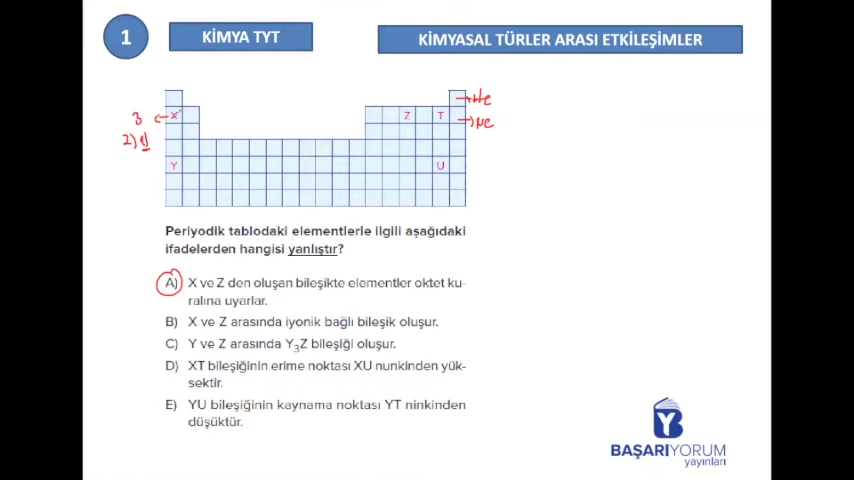 1
KİMYA TYT
KİMYASAL TÜRLER ARASI ETKİLEŞİMLER
He
3 X Z T
Ne
2)
Y U
Periyodik tablodaki elementlerle ilgili aşağıdaki
ifadelerden hangisi yanlıştır?
A) X ve Z den oluşan bileşikte elementler oktet ku-
ralına uyarlar.
B) X ve Z arasında iyonik bağlı bileşik oluşur.
C) Y ve Z arasında Y₃Z bileşiği oluşur.
D) XT bileşiğinin erime noktası XU nunkinden yük-
sektir.
E) YU bileşiğinin kaynama noktası YT ninkinden
düşüktür.
BAŞARIYORUM
yayınları